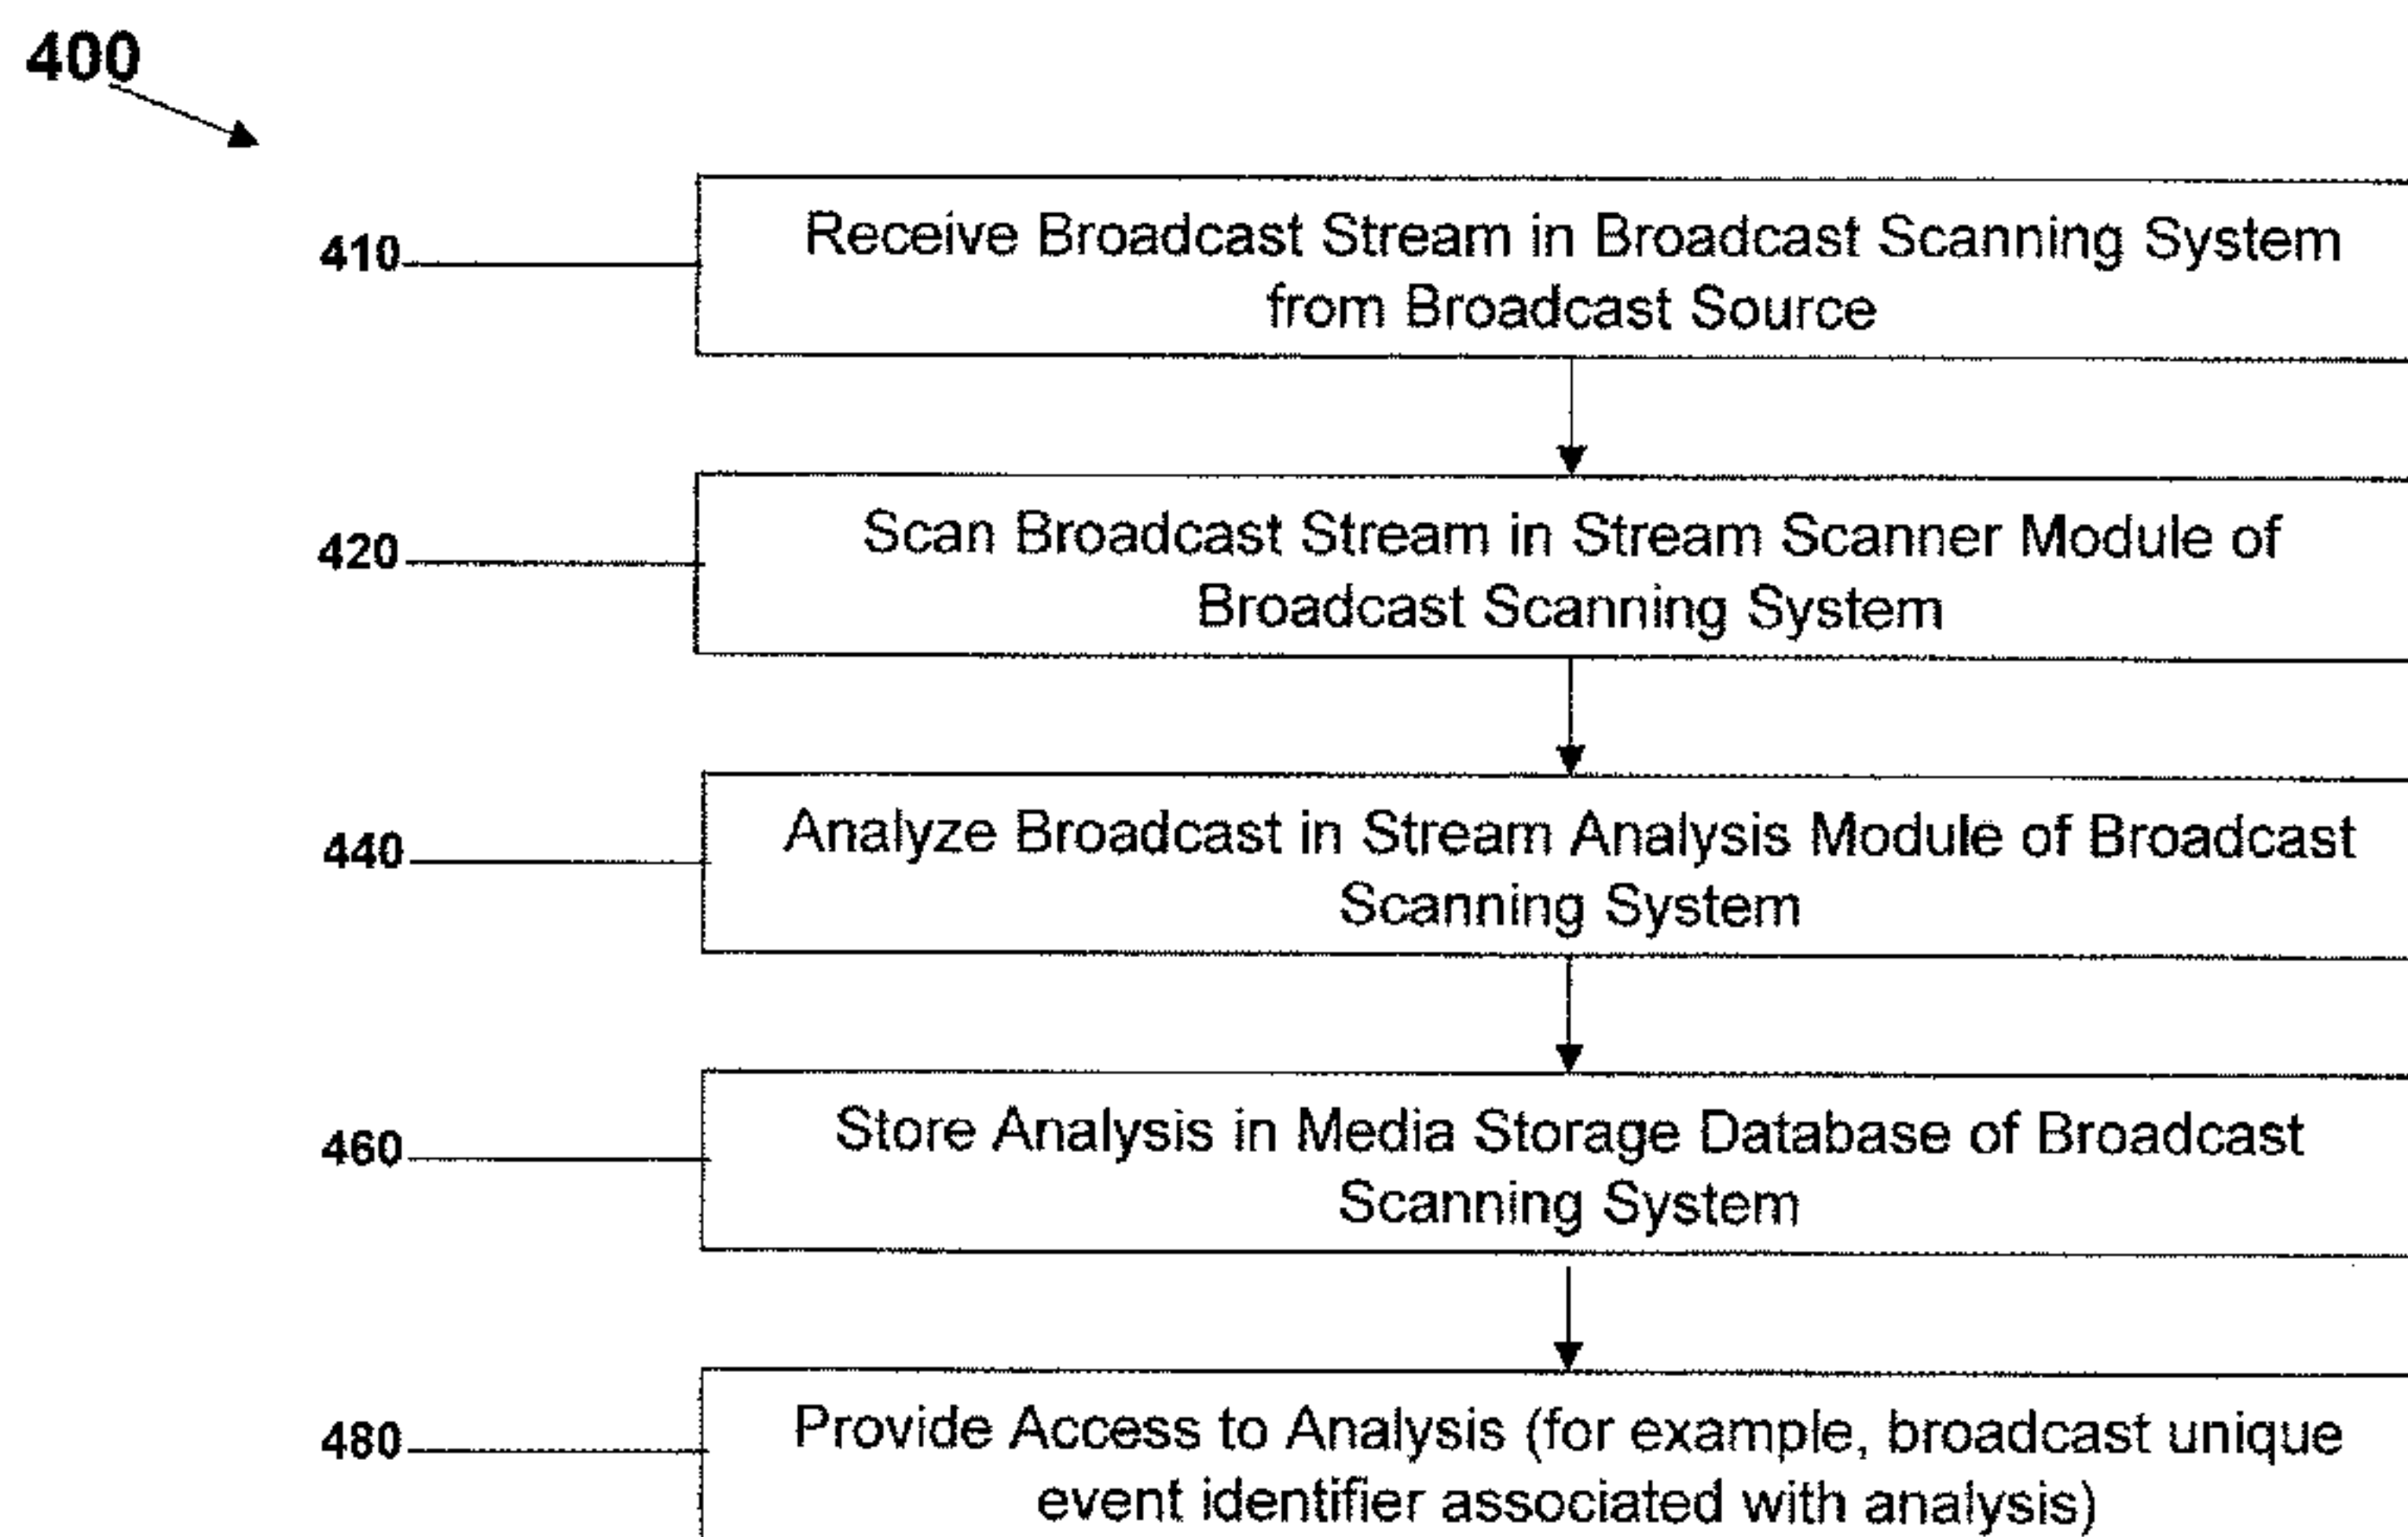 400
410
Receive Broadcast Stream in Broadcast Scanning System
from Broadcast Source
420
Scan Broadcast Stream in Stream Scanner Module of
Broadcast Scanning System
440
Analyze Broadcast in Stream Analysis Module of Broadcast
Scanning System
460
Store Analysis in Media Storage Database of Broadcast
Scanning System
480
Provide Access to Analysis (for example, broadcast unique
event identifier associated with analysis)